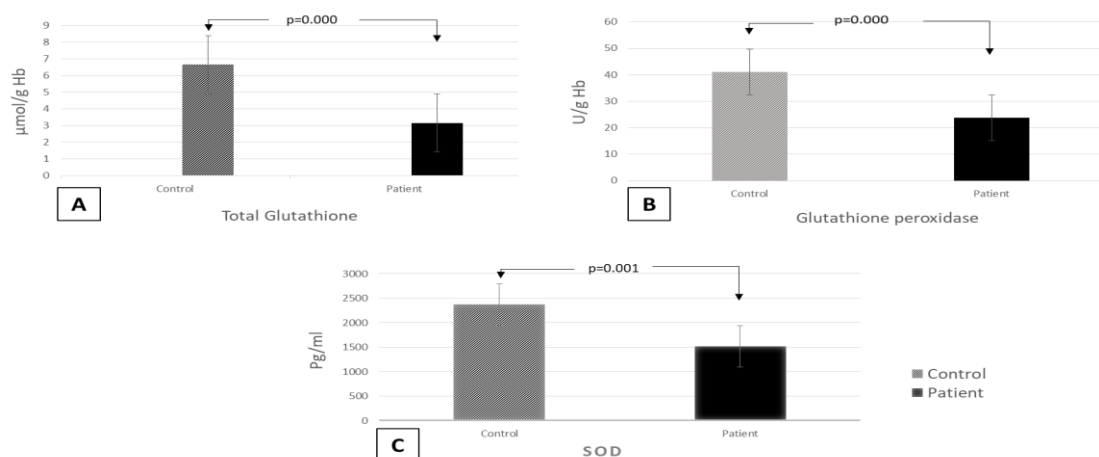 p=0.000
9
8
7
6
5
4
3
2
1
0
µmol/g Hb
Control
Patient
A
Total Glutathione
p=0.000
60
50
40
30
20
10
0
U/g Hb
Control
Patient
B
Glutathione peroxidase
p=0.001
3000
2500
2000
1500
1000
500
0
Pg/ml
Control
Patient
C
SOD
Control
Patient